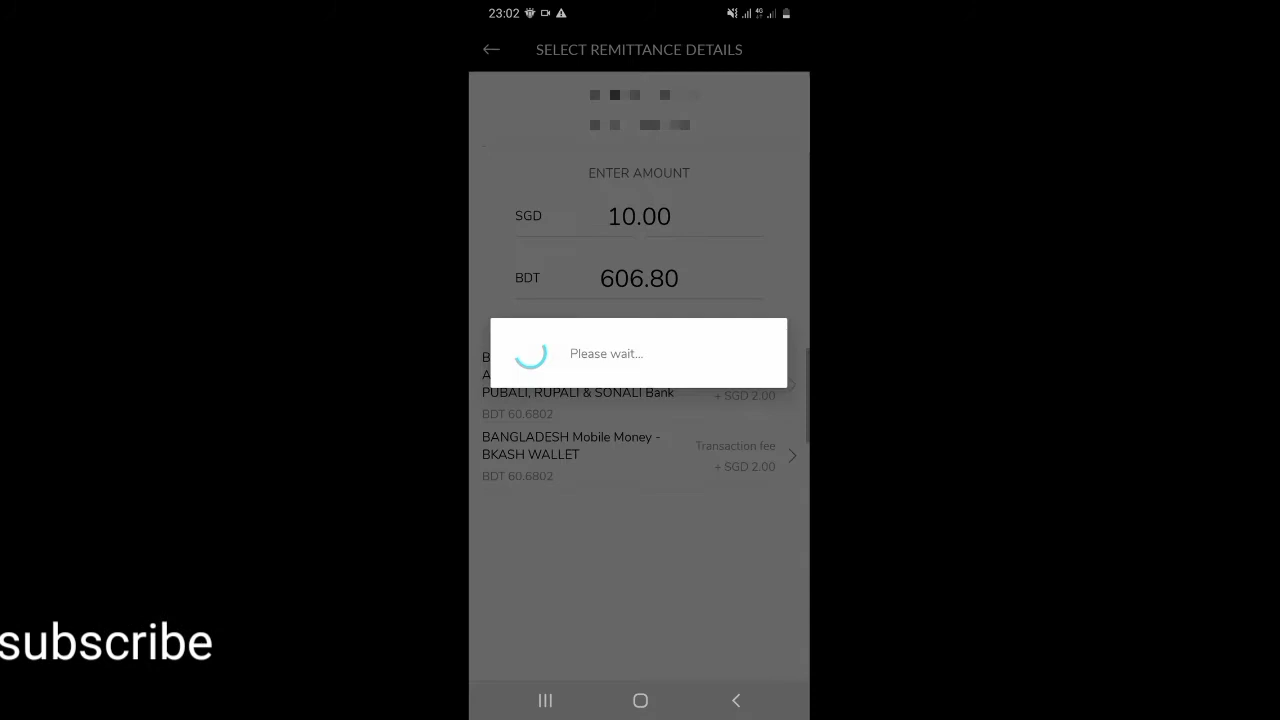 23:02
4G
SELECT REMITTANCE DETAILS
ENTER AMOUNT
SGD 10.00
BDT 606.80
Please wait...
PUBALI, RUPALI & SONALI Bank
+ SGD 2.00
BDT 60.6802
BANGLADESH Mobile Money -
BKASH WALLET
Transaction fee
+ SGD 2.00
BDT 60.6802
subscribe